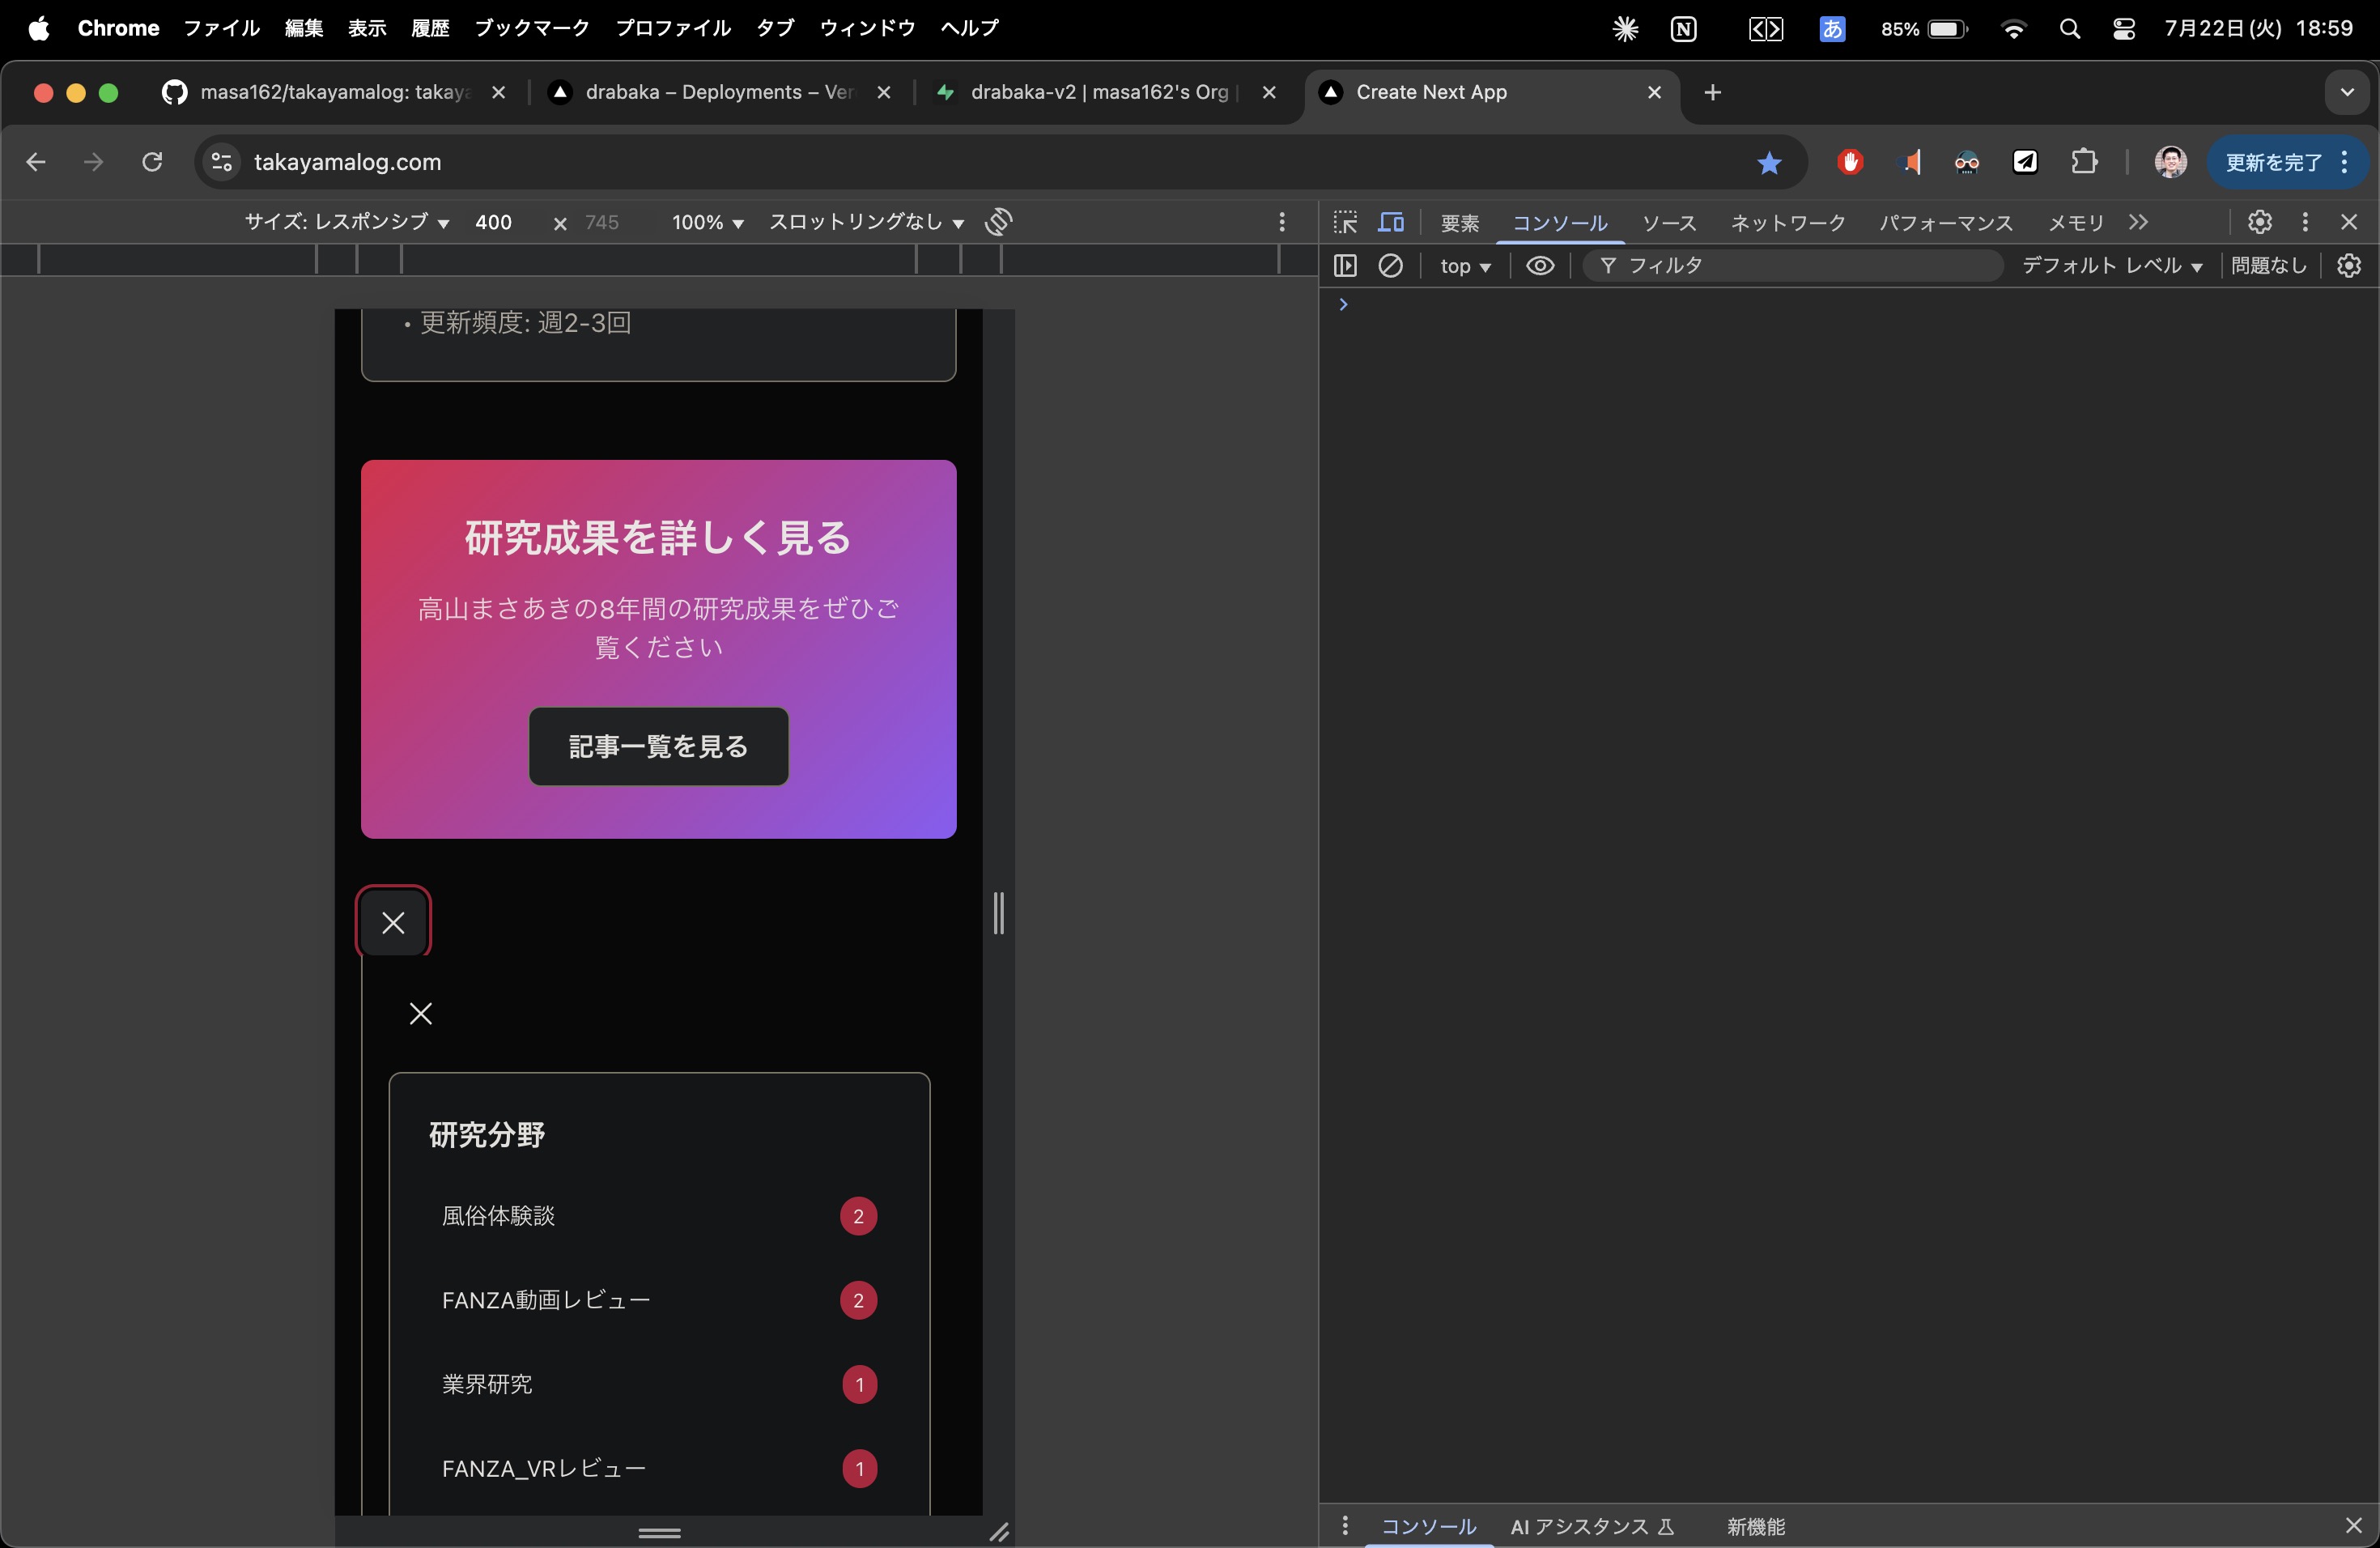 Chrome ファイル 編集 表示 履歴 ブックマーク プロファイル タブ ウィンドウ ヘルプ あ 85% 7月22日(火) 18:59
masa162/takayamalog: takaya drabaka – Deployments – Ver drabaka-v2 | masa162's Org | Create Next App
takayamalog.com 更新を完了
サイズ: レスポンシブ 400 × 745 100% スロットリングなし
要素 コンソール ソース ネットワーク パフォーマンス メモリ
top フィルタ デフォルト レベル 問題なし
• 更新頻度: 週2-3回
研究成果を詳しく見る
高山まさあきの8年間の研究成果をぜひご
覧ください
記事一覧を見る
研究分野
風俗体験談 2
FANZA動画レビュー 2
業界研究 1
FANZA_VRレビュー 1
コンソール AI アシスタンス 新機能